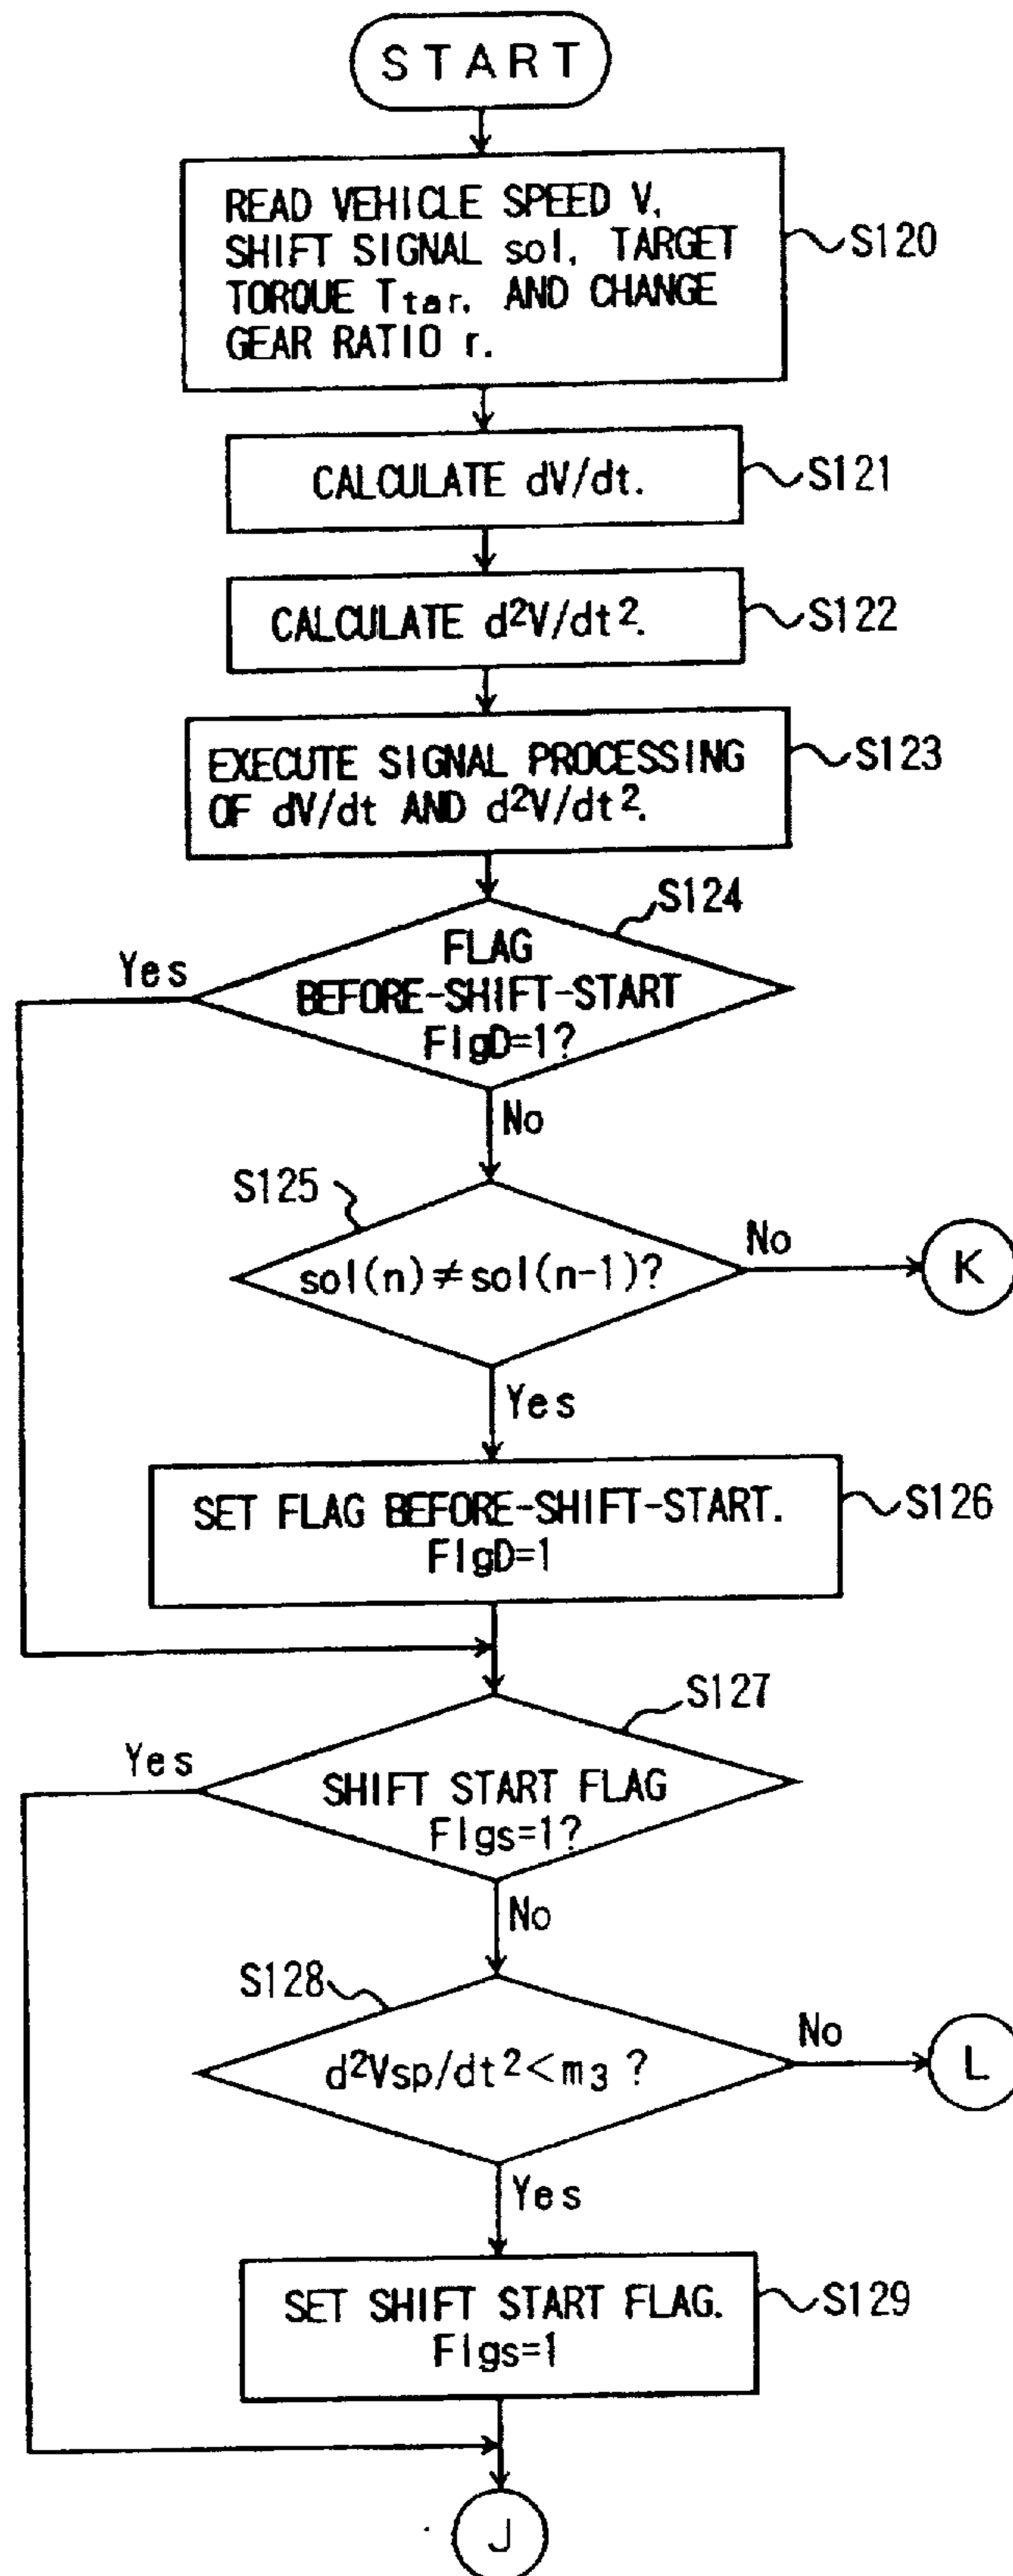 START
READ VEHICLE SPEED V,
SHIFT SIGNAL sol, TARGET
TORQUE Ttar, AND CHANGE
GEAR RATIO r.
S120
CALCULATE dV/dt.
S121
CALCULATE d²V/dt².
S122
EXECUTE SIGNAL PROCESSING
OF dV/dt AND d²V/dt².
S123
S124
FLAG
BEFORE-SHIFT-START
FlgD=1?
Yes
No
S125
sol(n)≠sol(n-1)?
No
K
Yes
SET FLAG BEFORE-SHIFT-START.
FlgD=1
S126
S127
Yes
SHIFT START FLAG
Flgs=1?
No
S128
d²Vsp/dt²<m₃ ?
No
L
Yes
SET SHIFT START FLAG.
Flgs=1
S129
J